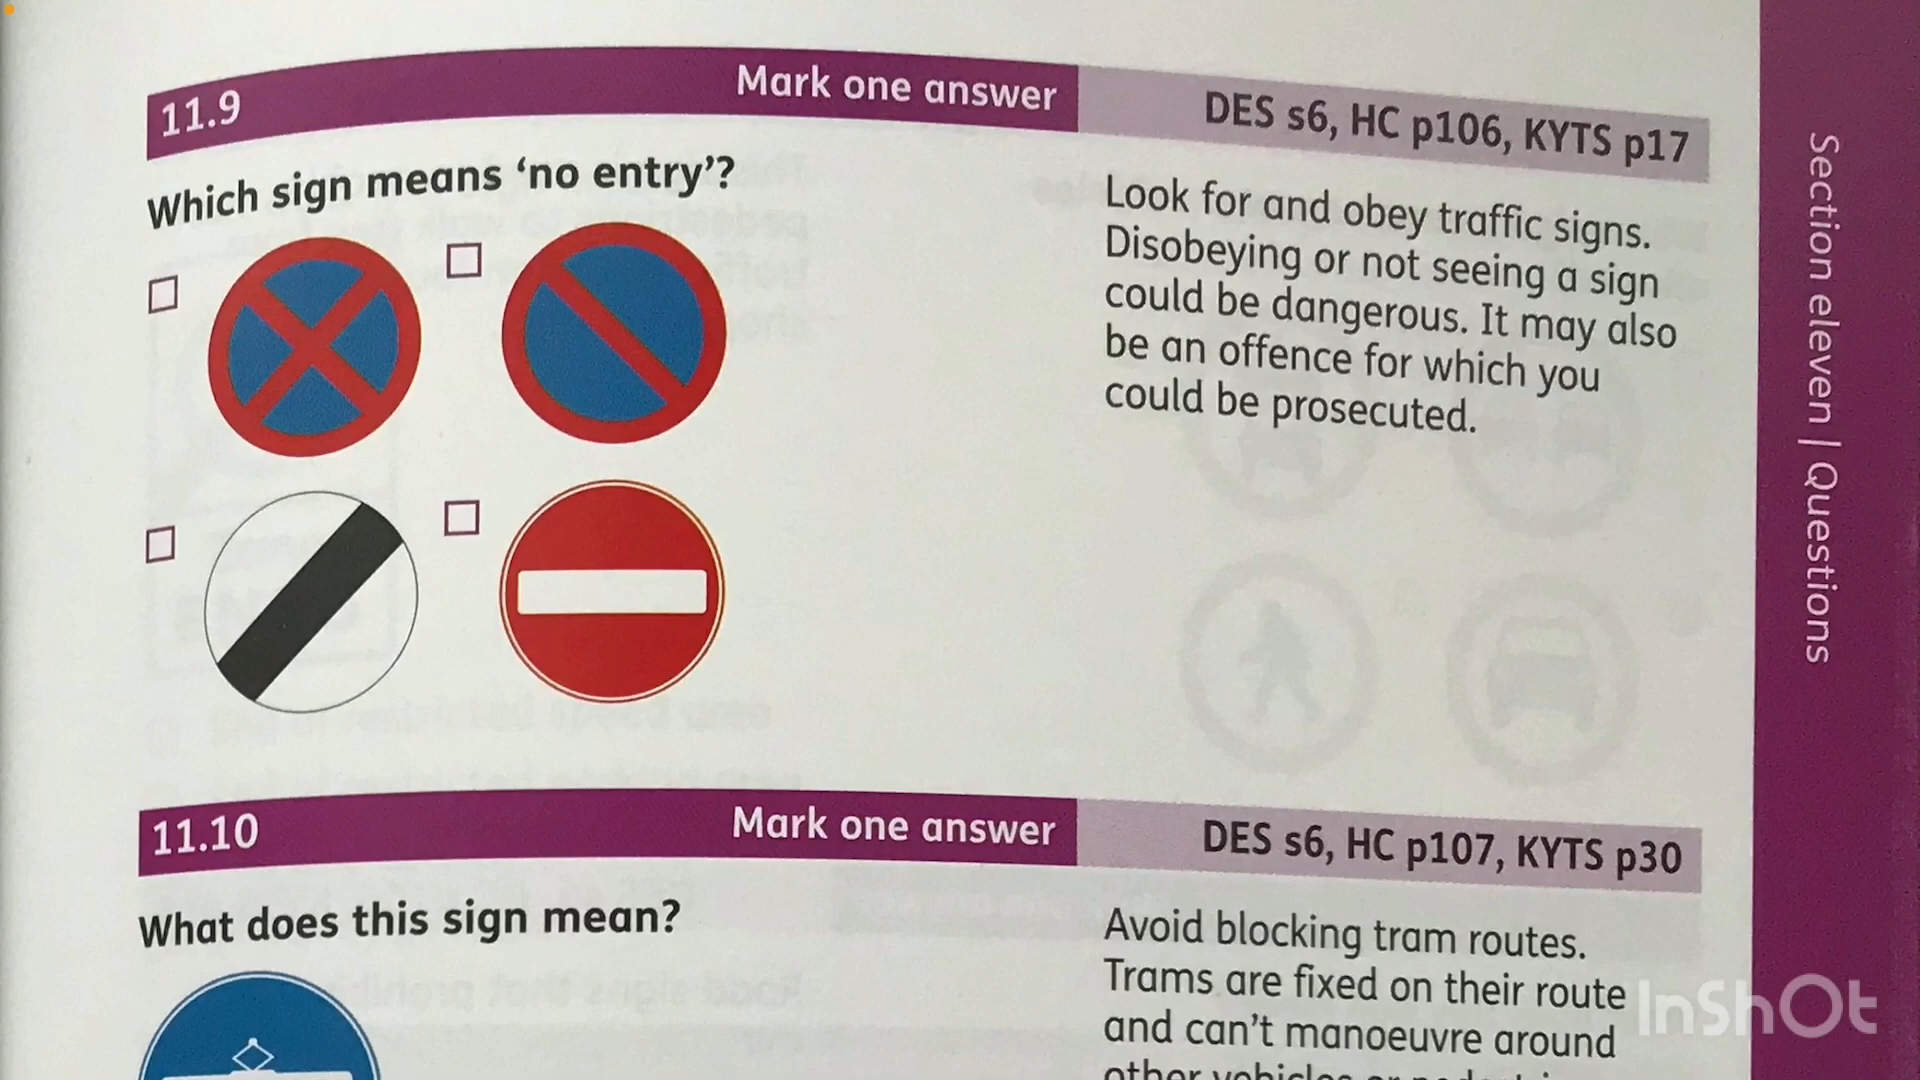 11.9 Mark one answer
DES s6, HC p106, KYTS p17
Which sign means ‘no entry’?
Look for and obey traffic signs.
Disobeying or not seeing a sign
could be dangerous. It may also
be an offence for which you
could be prosecuted.
11.10 Mark one answer
DES s6, HC p107, KYTS p30
What does this sign mean?
Avoid blocking tram routes.
Trams are fixed on their route
and can’t manoeuvre around
other vehicles or
Section eleven | Questions
InShOt